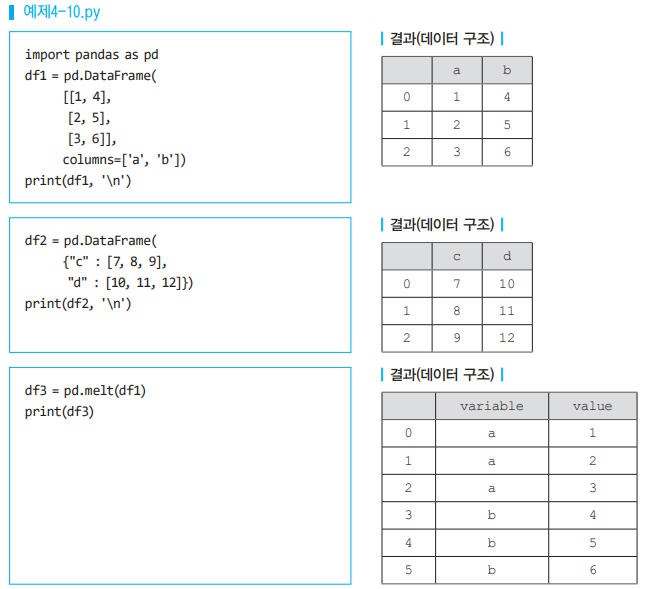 예제4-10.py
import pandas as pd
df1 = pd.DataFrame(
[[1, 4],
[2, 5],
[3, 6]],
columns=['a', 'b'])
print(df1, '\n')
결과(데이터 구조)
a b
0 1 4
1 2 5
2 3 6
df2 = pd.DataFrame(
{"c" : [7, 8, 9],
"d" : [10, 11, 12]})
print(df2, '\n')
결과(데이터 구조)
c d
0 7 10
1 8 11
2 9 12
df3 = pd.melt(df1)
print(df3)
결과(데이터 구조)
variable value
0 a 1
1 a 2
2 a 3
3 b 4
4 b 5
5 b 6